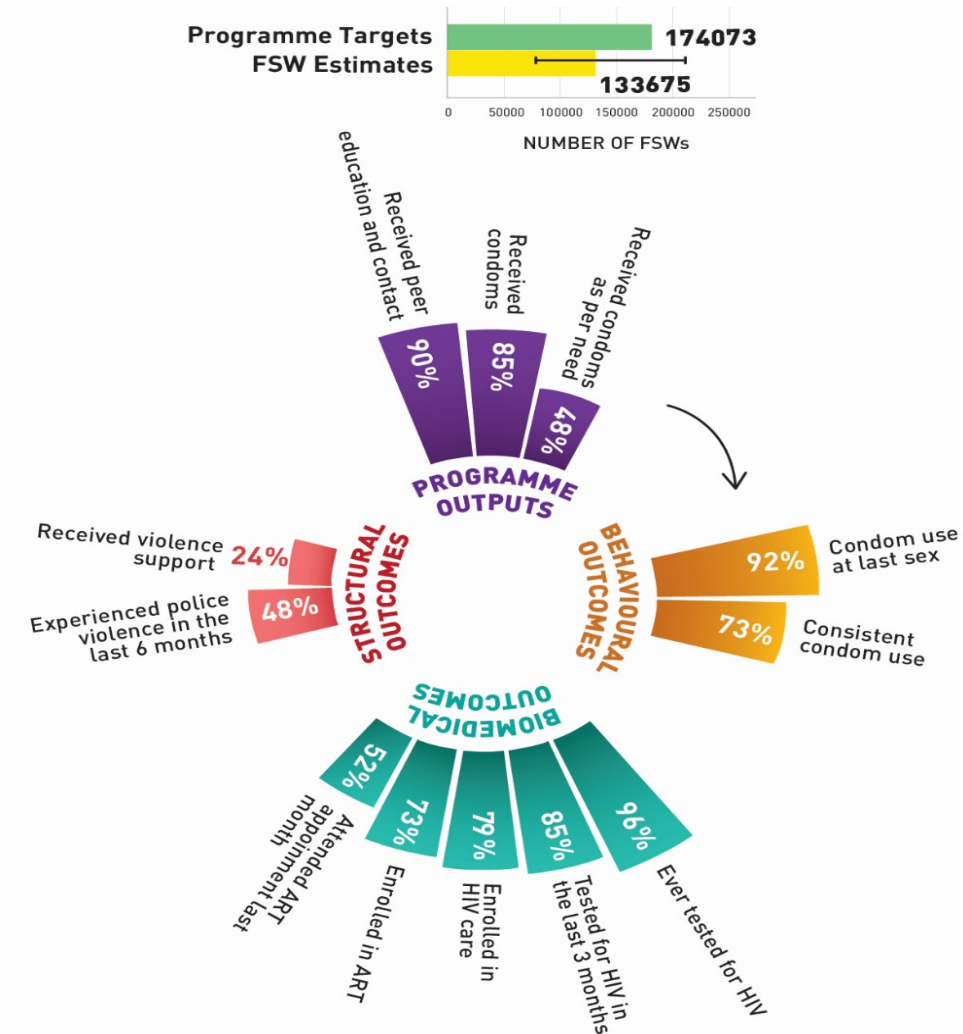 Programme Targets
174073
FSW Estimates
133675
0 50000 100000 150000 200000 250000
NUMBER OF FSWs
Received peer
education and contact
90%
Received
condoms
85%
Received condoms
as per need
48%
PROGRAMME
OUTPUTS
BEHAVIOURAL
OUTCOMES
92%
Condom use
at last sex
73%
Consistent
condom use
BIOMEDICAL
OUTCOMES
96%
Ever tested for HIV
85%
Tested for HIV in
the last 3 months
79%
Enrolled in
HIV care
73%
Enrolled in ART
52%
Attended ART
appoinment last
month
STRUCTURAL
OUTCOMES
48%
Experienced police
violence in the
last 6 months
24%
Received violence
support